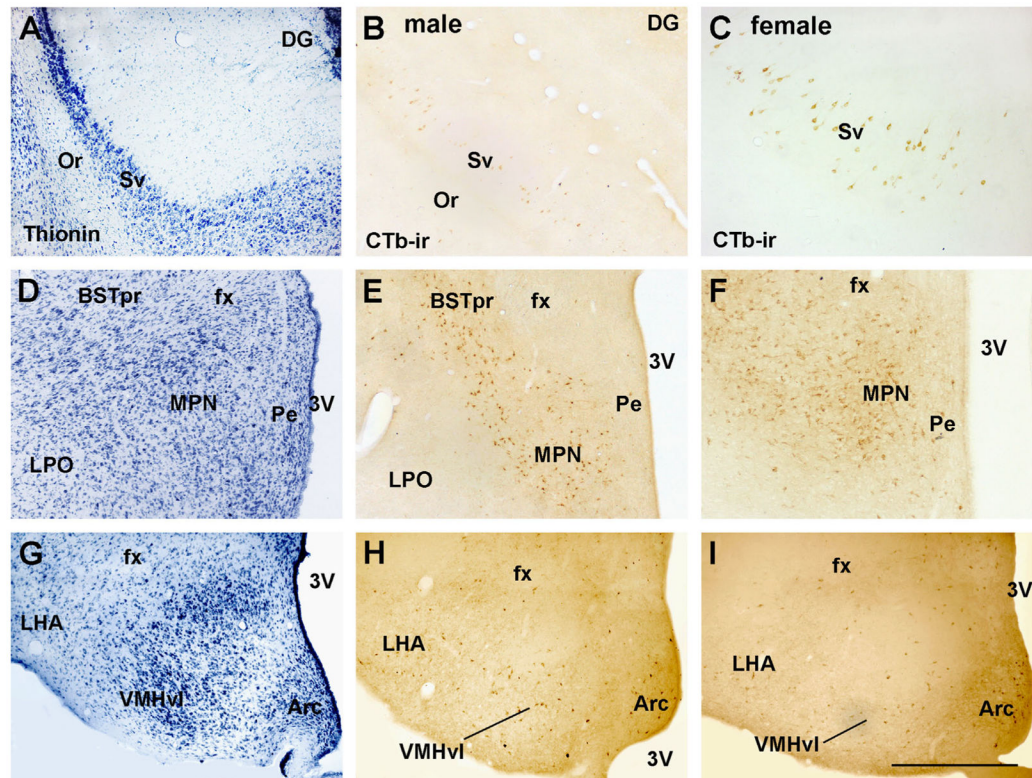 A
DG
Or
Sv
Thionin
B male
DG
Sv
Or
CTb-ir
C female
Sv
CTb-ir
D
BSTpr
fx
MPN
Pe
3V
LPO
E
BSTpr
fx
3V
Pe
MPN
LPO
F
fx
3V
MPN
Pe
G
fx
3V
LHA
VMHvl
Arc
H
fx
LHA
Arc
VMHvl
3V
I
fx
3V
LHA
Arc
VMHvl